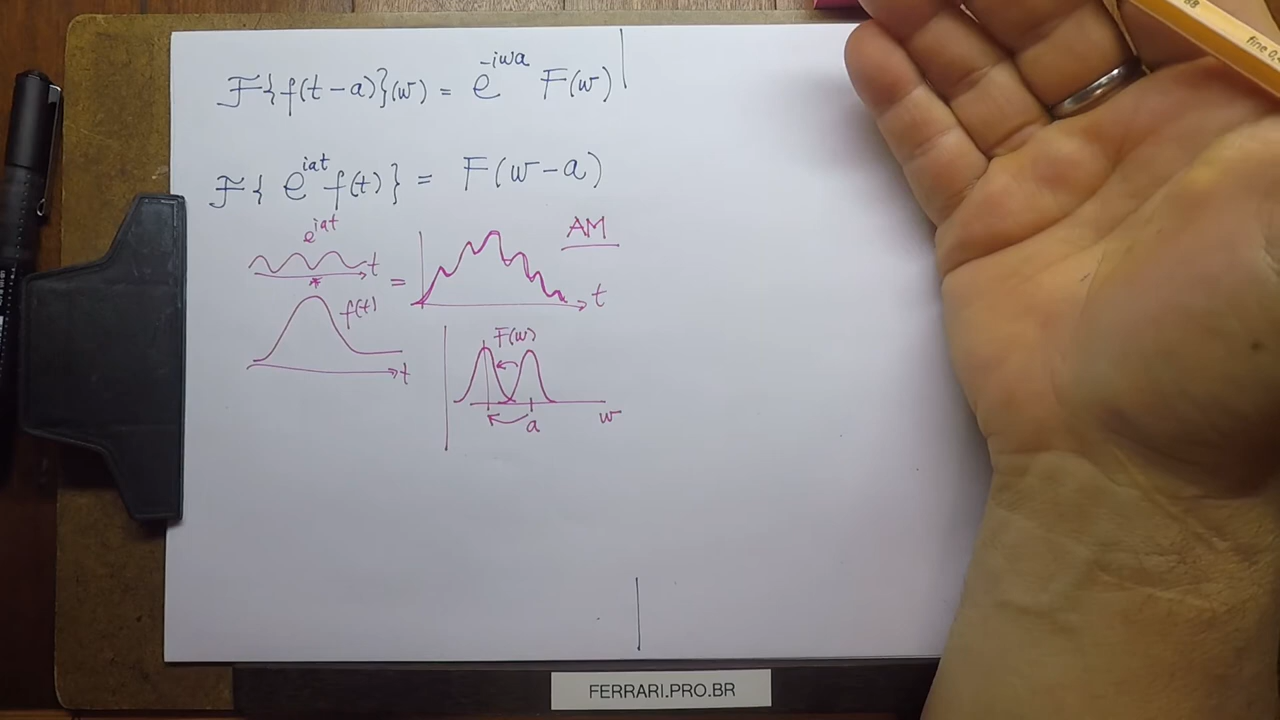 ℱ{f(t-a)}(w) = e^{-iwa} F(w)
ℱ{e^{iat} f(t)} = F(w-a)
e^{iat}
AM
t
*
=
t
f(t)
t
F(w)
a
w
FERRARI.PRO.BR